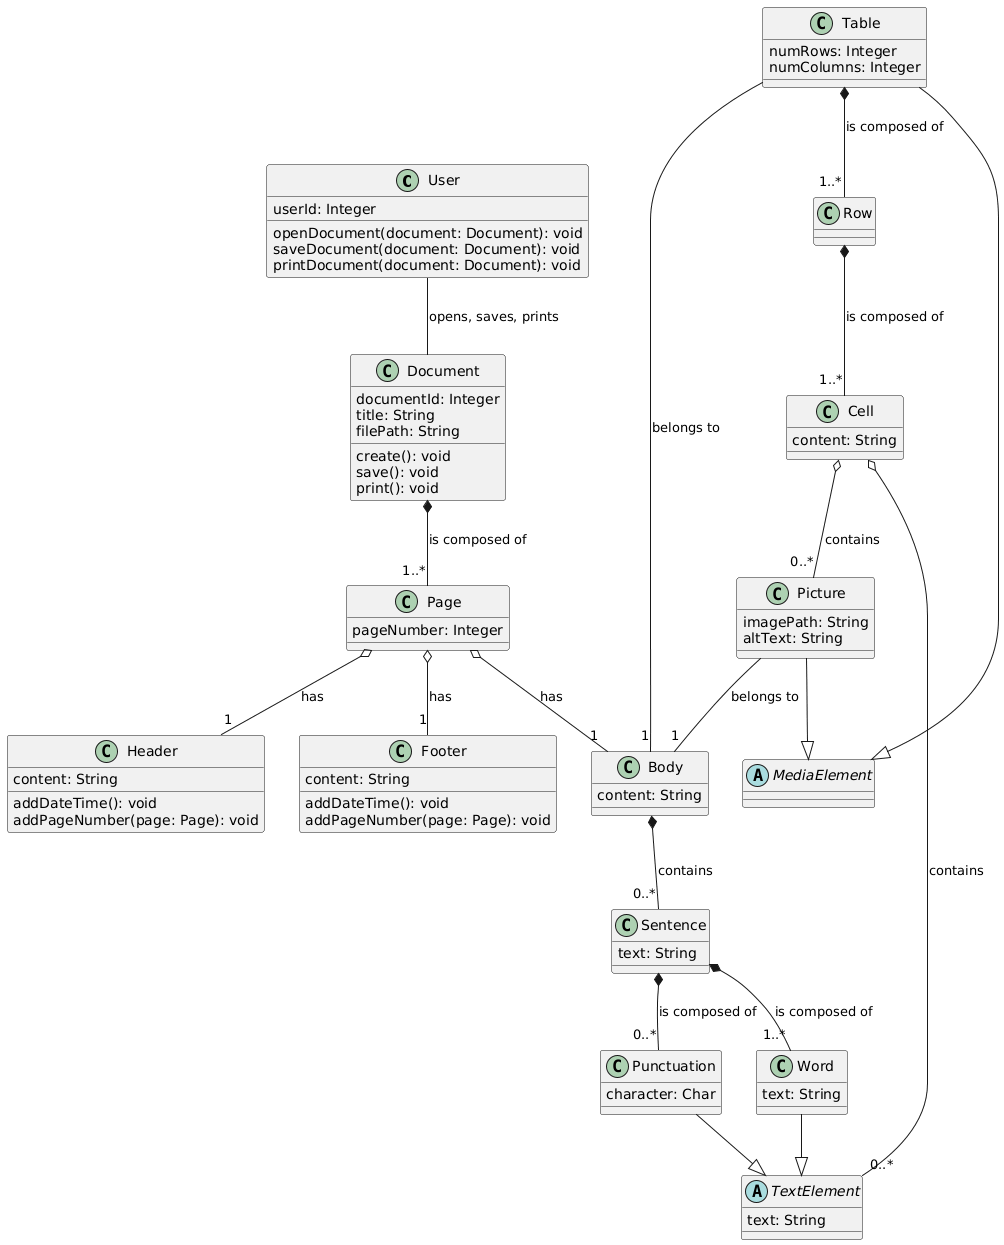 C Table
numRows: Integer
numColumns: Integer
is composed of
1..*
C User
userId: Integer
openDocument(document: Document): void
saveDocument(document: Document): void
printDocument(document: Document): void
C Row
opens, saves, prints
is composed of
1..*
C Document
documentId: Integer
title: String
filePath: String
create(): void
save(): void
print(): void
belongs to
C Cell
content: String
is composed of
1..*
contains
0..*
C Page
pageNumber: Integer
C Picture
imagePath: String
altText: String
has
has
has
belongs to
1
1
1
1
1
C Header
content: String
addDateTime(): void
addPageNumber(page: Page): void
C Footer
content: String
addDateTime(): void
addPageNumber(page: Page): void
C Body
content: String
A MediaElement
contains
0..*
contains
C Sentence
text: String
is composed of
is composed of
0..*
1..*
C Punctuation
character: Char
C Word
text: String
0..*
A TextElement
text: String